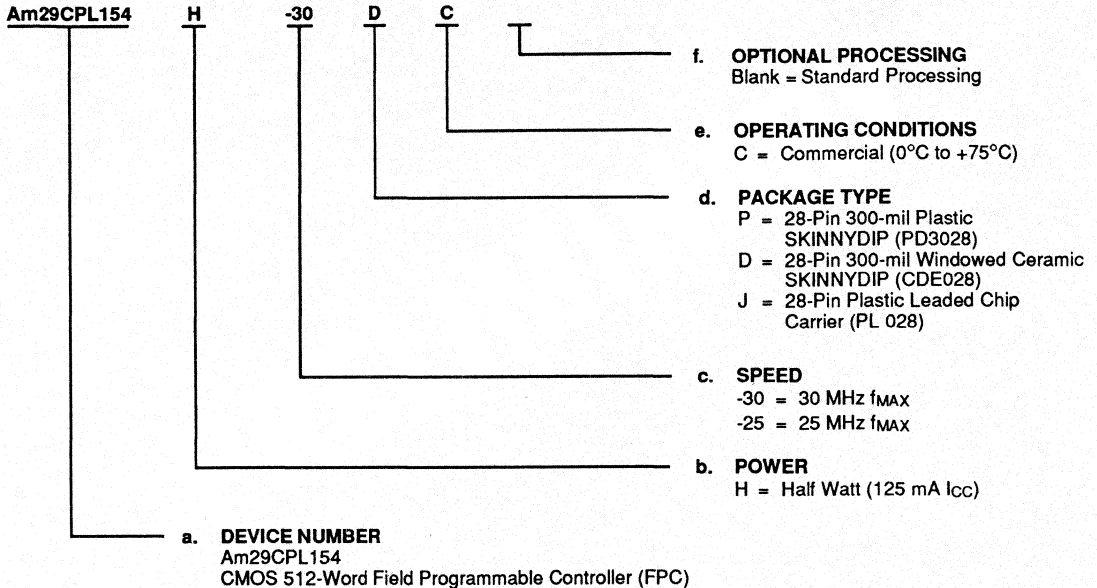 Am29CPL154 H -30 D C
f. OPTIONAL PROCESSING
Blank = Standard Processing
e. OPERATING CONDITIONS
C = Commercial (0°C to +75°C)
d. PACKAGE TYPE
P = 28-Pin 300-mil Plastic
SKINNYDIP (PD3028)
D = 28-Pin 300-mil Windowed Ceramic
SKINNYDIP (CDE028)
J = 28-Pin Plastic Leaded Chip
Carrier (PL 028)
c. SPEED
-30 = 30 MHz fMAX
-25 = 25 MHz fMAX
b. POWER
H = Half Watt (125 mA ICC)
a. DEVICE NUMBER
Am29CPL154
CMOS 512-Word Field Programmable Controller (FPC)